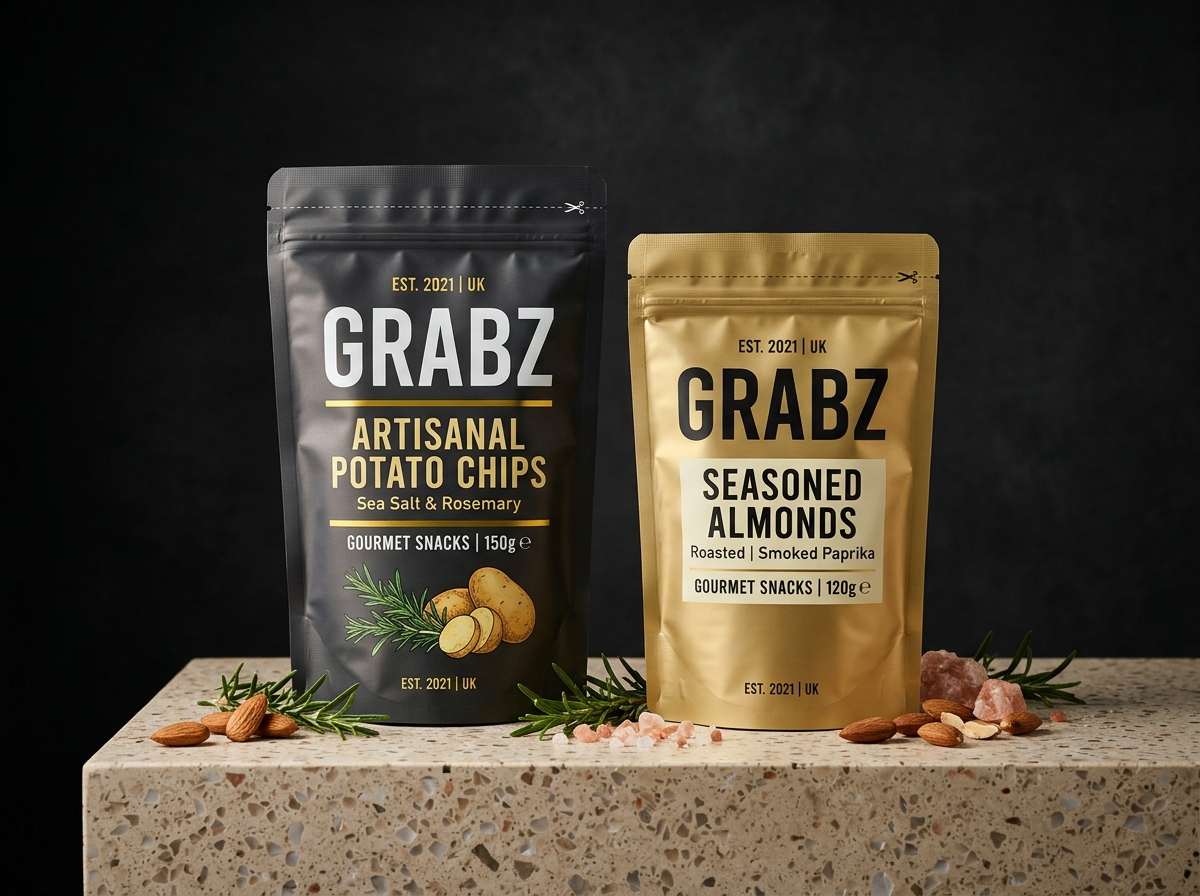 EST. 2021 | UK
GRABZ
ARTISANAL
POTATO CHIPS
Sea Salt & Rosemary
GOURMET SNACKS | 150g ℮
EST. 2021 | UK
EST. 2021 | UK
GRABZ
SEASONED
ALMONDS
Roasted | Smoked Paprika
GOURMET SNACKS | 120g ℮
EST. 2021 | UK